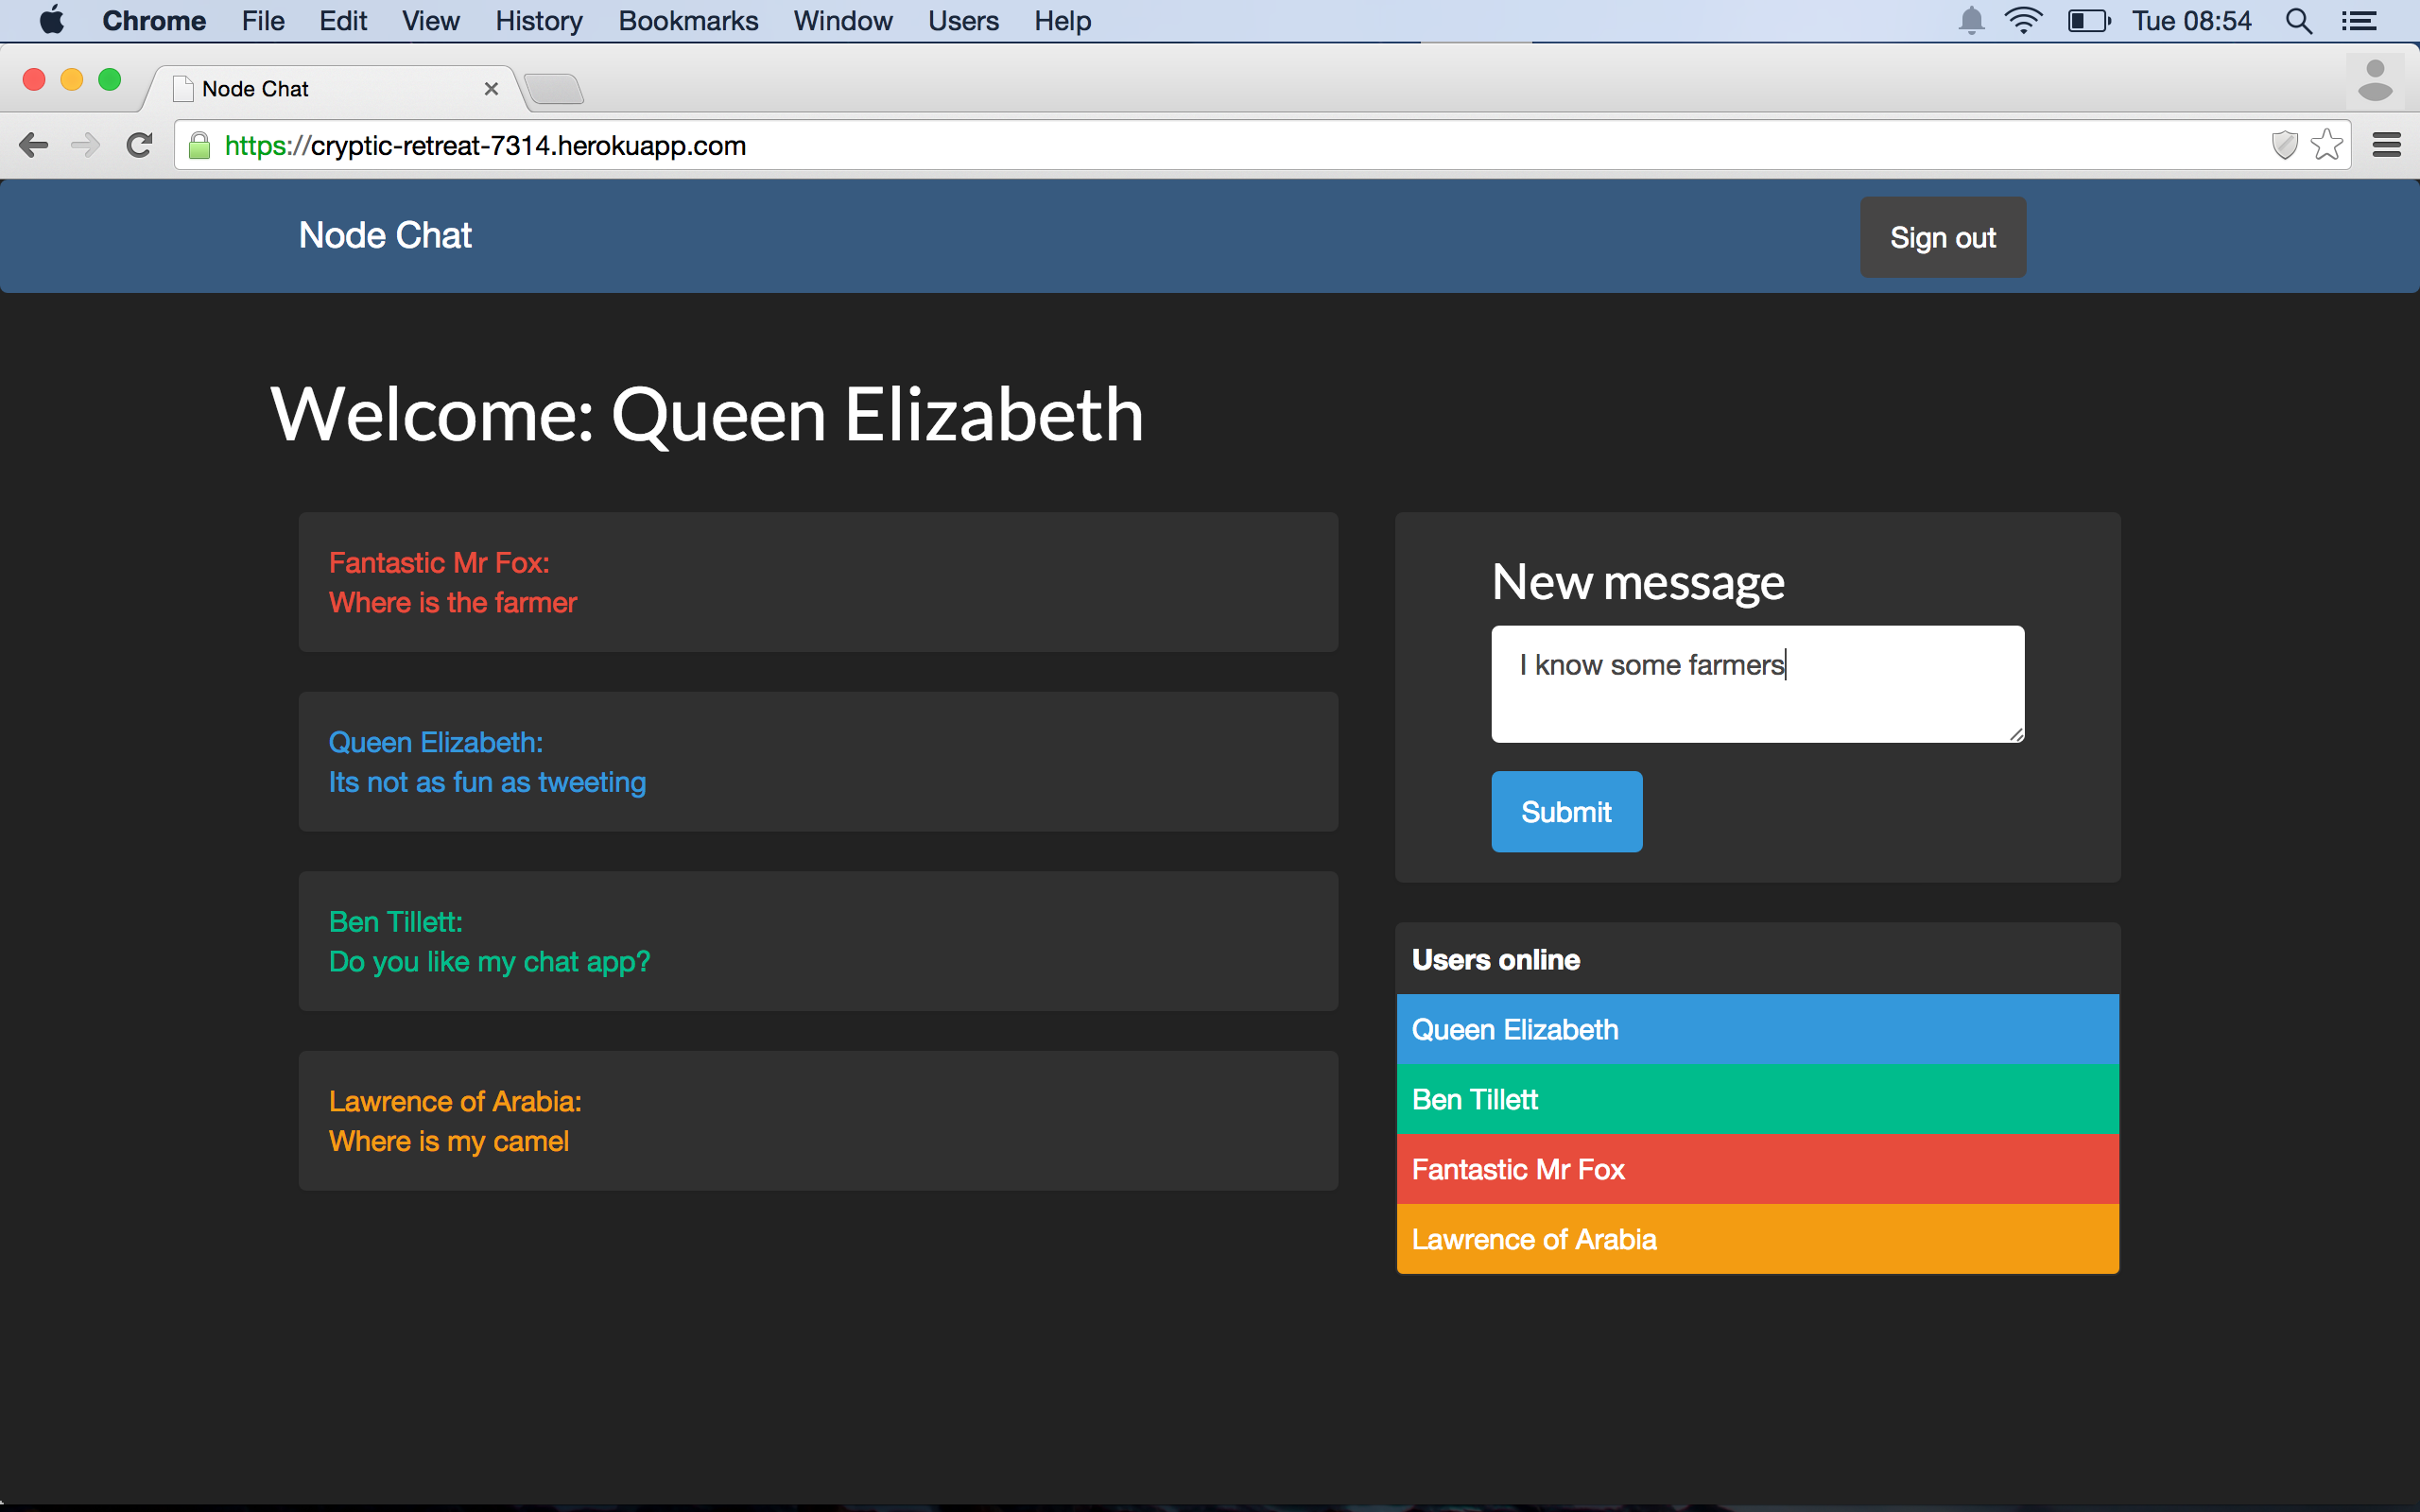 Chrome File Edit View History Bookmarks Window Users Help Tue 08:54
Node Chat
https://cryptic-retreat-7314.herokuapp.com
Node Chat
Sign out
Welcome: Queen Elizabeth
Fantastic Mr Fox:
Where is the farmer
Queen Elizabeth:
Its not as fun as tweeting
Ben Tillett:
Do you like my chat app?
Lawrence of Arabia:
Where is my camel
New message
I know some farmers
Submit
Users online
Queen Elizabeth
Ben Tillett
Fantastic Mr Fox
Lawrence of Arabia